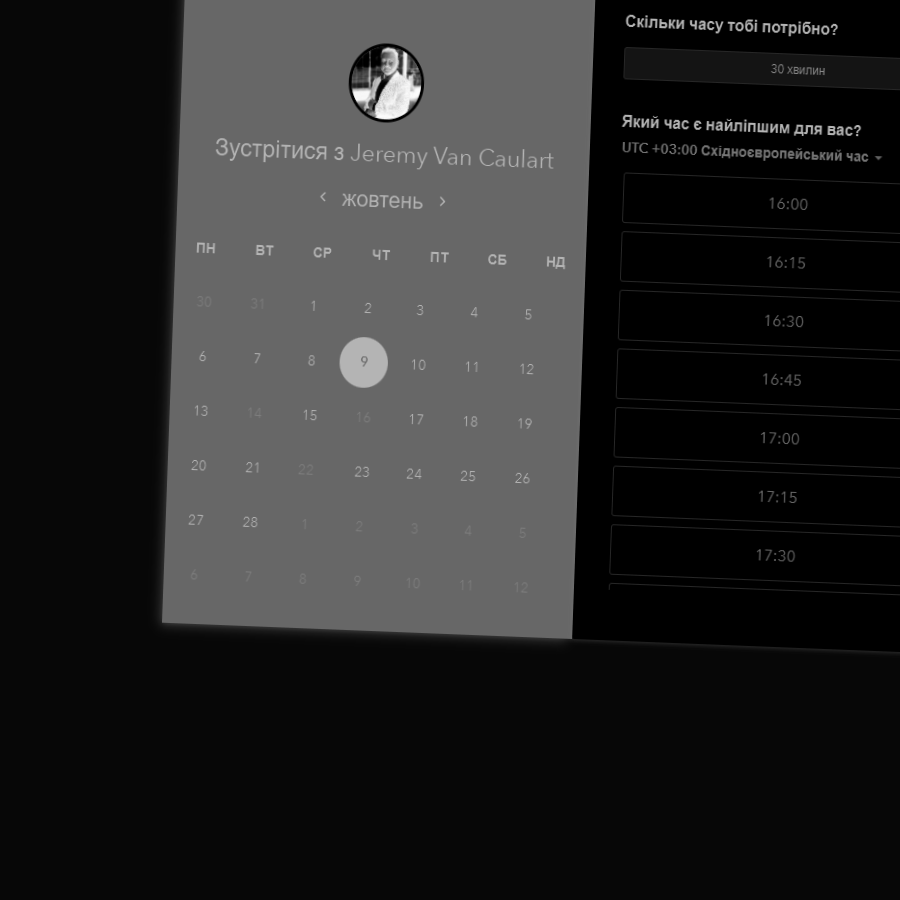 Зустрітися з Jeremy Van Caulart
жовтень
ПН ВТ СР ЧТ ПТ СБ НД
30 31 1 2 3 4 5
6 7 8 9 10 11 12
13 14 15 16 17 18 19
20 21 22 23 24 25 26
27 28 1 2 3 4 5
6 7 8 9 10 11 12
Скільки часу тобі потрібно?
30 хвилин
Який час є найліпшим для вас?
UTC +03:00 Східноєвропейський час
16:00
16:15
16:30
16:45
17:00
17:15
17:30